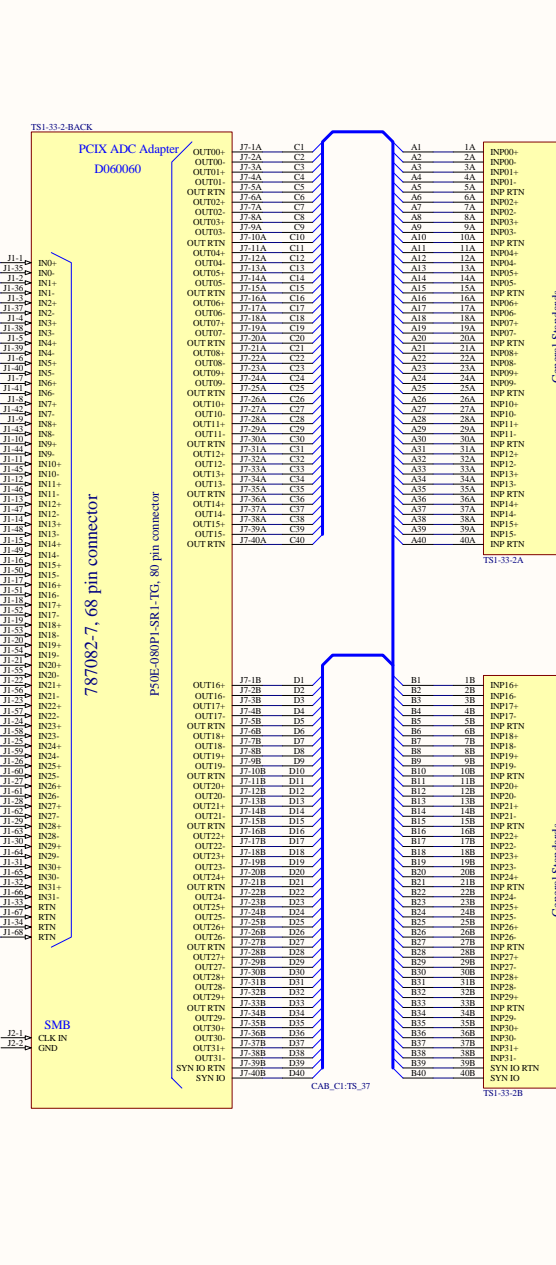 TS1-33-2-BACK
PCIX ADC Adapter
D060060
J1-1 IN0+
J1-35 IN0-
J1-2 IN1+
J1-36 IN1-
J1-3 IN2+
J1-37 IN2-
J1-4 IN3+
J1-38 IN3-
J1-5 IN4+
J1-39 IN4-
J1-6 IN5+
J1-40 IN5-
J1-7 IN6+
J1-41 IN6-
J1-8 IN7+
J1-42 IN7-
J1-9 IN8+
J1-43 IN8-
J1-10 IN9+
J1-44 IN9-
J1-11 IN10+
J1-45 IN10-
J1-12 IN11+
J1-46 IN11-
J1-13 IN12+
J1-47 IN12-
J1-14 IN13+
J1-48 IN13-
J1-15 IN14+
J1-49 IN14-
J1-16 IN15+
J1-50 IN15-
J1-17 IN16+
J1-51 IN16-
J1-18 IN17+
J1-52 IN17-
J1-19 IN18+
J1-53 IN18-
J1-20 IN19+
J1-54 IN19-
J1-21 IN20+
J1-55 IN20-
J1-22 IN21+
J1-56 IN21-
J1-23 IN22+
J1-57 IN22-
J1-24 IN23+
J1-58 IN23-
J1-25 IN24+
J1-59 IN24-
J1-26 IN25+
J1-60 IN25-
J1-27 IN26+
J1-61 IN26-
J1-28 IN27+
J1-62 IN27-
J1-29 IN28+
J1-63 IN28-
J1-30 IN29+
J1-64 IN29-
J1-31 IN30+
J1-65 IN30-
J1-32 IN31+
J1-66 IN31-
J1-33 RTN
J1-67 RTN
J1-34 RTN
J1-68 RTN
787082-7, 68 pin connector
SMB
J2-1 CLK IN
J2-2 GND
P50E-080P1-SR1-TG, 80 pin connector
OUT00+ J7-1A C1 A1 1A INP00+
OUT00- J7-2A C2 A2 2A INP00-
OUT01+ J7-3A C3 A3 3A INP01+
OUT01- J7-4A C4 A4 4A INP01-
OUT RTN J7-5A C5 A5 5A INP RTN
OUT02+ J7-6A C6 A6 6A INP02+
OUT02- J7-7A C7 A7 7A INP02-
OUT03+ J7-8A C8 A8 8A INP03+
OUT03- J7-9A C9 A9 9A INP03-
OUT RTN J7-10A C10 A10 10A INP RTN
OUT04+ J7-11A C11 A11 11A INP04+
OUT04- J7-12A C12 A12 12A INP04-
OUT05+ J7-13A C13 A13 13A INP05+
OUT05- J7-14A C14 A14 14A INP05-
OUT RTN J7-15A C15 A15 15A INP RTN
OUT06+ J7-16A C16 A16 16A INP06+
OUT06- J7-17A C17 A17 17A INP06-
OUT07+ J7-18A C18 A18 18A INP07+
OUT07- J7-19A C19 A19 19A INP07-
OUT RTN J7-20A C20 A20 20A INP RTN
OUT08+ J7-21A C21 A21 21A INP08+
OUT08- J7-22A C22 A22 22A INP08-
OUT09+ J7-23A C23 A23 23A INP09+
OUT09- J7-24A C24 A24 24A INP09-
OUT RTN J7-25A C25 A25 25A INP RTN
OUT10+ J7-26A C26 A26 26A INP10+
OUT10- J7-27A C27 A27 27A INP10-
OUT11+ J7-28A C28 A28 28A INP11+
OUT11- J7-29A C29 A29 29A INP11-
OUT RTN J7-30A C30 A30 30A INP RTN
OUT12+ J7-31A C31 A31 31A INP12+
OUT12- J7-32A C32 A32 32A INP12-
OUT13+ J7-33A C33 A33 33A INP13+
OUT13- J7-34A C34 A34 34A INP13-
OUT RTN J7-35A C35 A35 35A INP RTN
OUT14+ J7-36A C36 A36 36A INP14+
OUT14- J7-37A C37 A37 37A INP14-
OUT15+ J7-38A C38 A38 38A INP15+
OUT15- J7-39A C39 A39 39A INP15-
OUT RTN J7-40A C40 A40 40A INP RTN
TS1-33-2A
OUT16+ J7-1B D1 B1 1B INP16+
OUT16- J7-2B D2 B2 2B INP16-
OUT17+ J7-3B D3 B3 3B INP17+
OUT17- J7-4B D4 B4 4B INP17-
OUT RTN J7-5B D5 B5 5B INP RTN
OUT18+ J7-6B D6 B6 6B INP18+
OUT18- J7-7B D7 B7 7B INP18-
OUT19+ J7-8B D8 B8 8B INP19+
OUT19- J7-9B D9 B9 9B INP19-
OUT RTN J7-10B D10 B10 10B INP RTN
OUT20+ J7-11B D11 B11 11B INP20+
OUT20- J7-12B D12 B12 12B INP20-
OUT21+ J7-13B D13 B13 13B INP21+
OUT21- J7-14B D14 B14 14B INP21-
OUT RTN J7-15B D15 B15 15B INP RTN
OUT22+ J7-16B D16 B16 16B INP22+
OUT22- J7-17B D17 B17 17B INP22-
OUT23+ J7-18B D18 B18 18B INP23+
OUT23- J7-19B D19 B19 19B INP23-
OUT24+ J7-20B D20 B20 20B INP24+
OUT RTN J7-21B D21 B21 21B INP RTN
OUT24- J7-22B D22 B22 22B INP24-
OUT25+ J7-23B D23 B23 23B INP25+
OUT25- J7-24B D24 B24 24B INP25-
OUT26+ J7-25B D25 B25 25B INP26+
OUT26- J7-26B D26 B26 26B INP26-
OUT RTN J7-27B D27 B27 27B INP RTN
OUT27+ J7-28B D28 B28 28B INP27+
OUT27- J7-29B D29 B29 29B INP27-
OUT28+ J7-30B D30 B30 30B INP28+
OUT28- J7-31B D31 B31 31B INP28-
OUT29+ J7-32B D32 B32 32B INP29+
OUT RTN J7-33B D33 B33 33B INP RTN
OUT29- J7-34B D34 B34 34B INP29-
OUT30+ J7-35B D35 B35 35B INP30+
OUT30- J7-36B D36 B36 36B INP30-
OUT31+ J7-37B D37 B37 37B INP31+
OUT31- J7-38B D38 B38 38B INP31-
SYN IO RTN J7-39B D39 B39 39B SYN IO RTN
SYN IO J7-40B D40 B40 40B SYN IO
CAB_C1:TS_37
TS1-33-2B